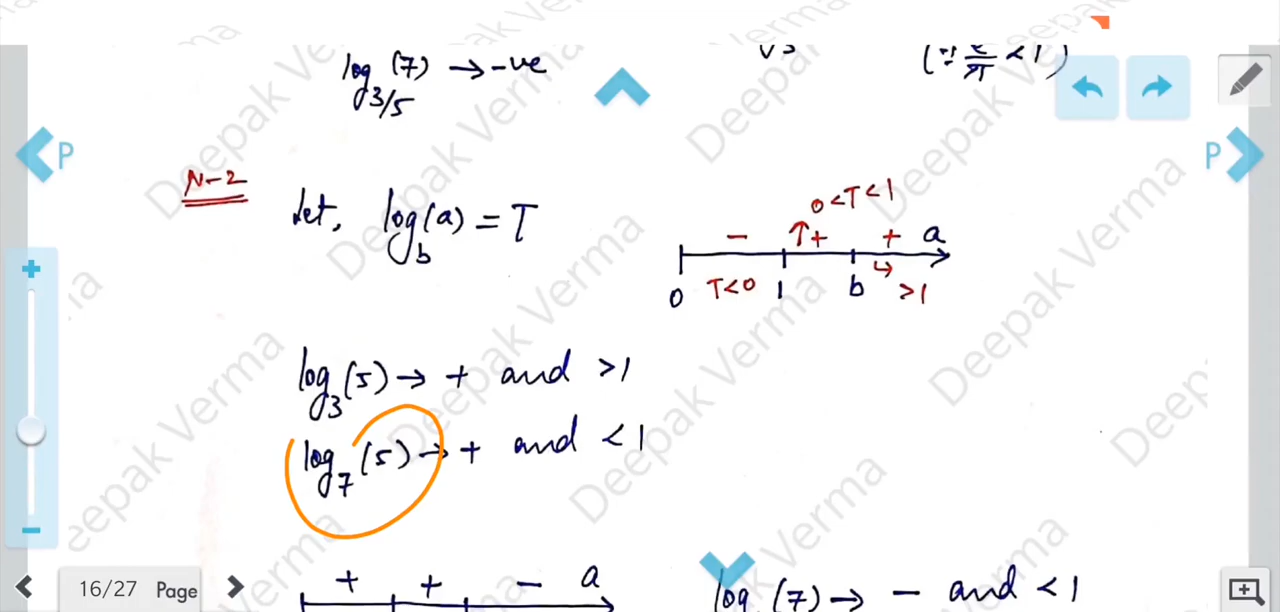 log_{3/5}(7) → -ve
vs
(∵ e/π < 1)
P
P
N-2
Let, log_b(a) = T
0<T<1
- + + a
0 T<0 1 b >1
log_3(5) → + and >1
log_7(5) → + and <1
+ + - a
log (7) → - and <1
16/27 Page
Deepak Verma